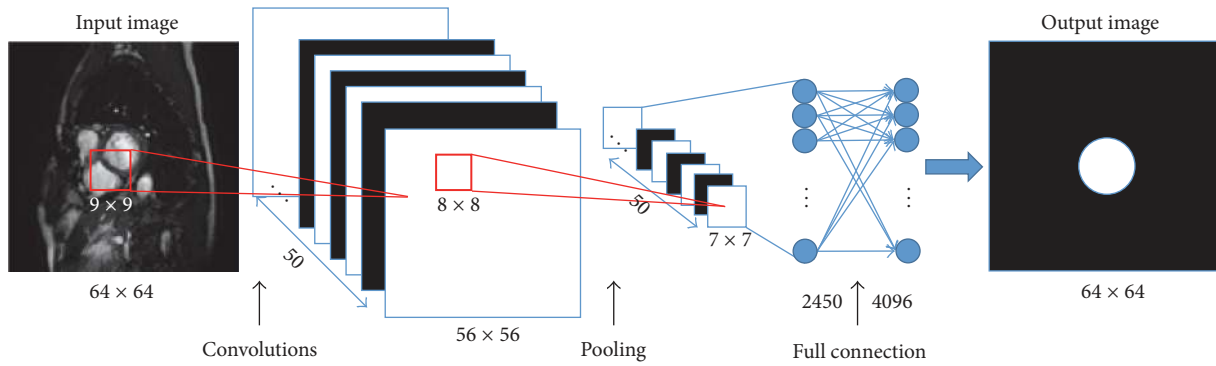 Input image
Output image
9 × 9
8 × 8
50
50
7 × 7
64 × 64
56 × 56
2450
4096
64 × 64
Convolutions
Pooling
Full connection